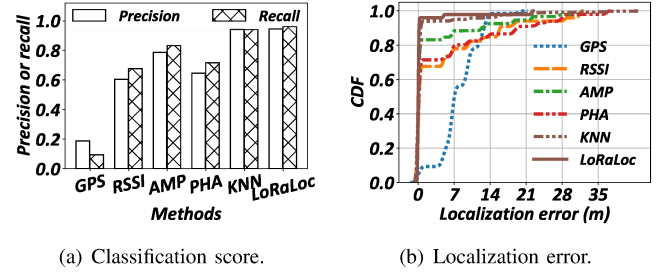 Precision
Recall
Precision or recall
1.0
0.8
0.6
0.4
0.2
0.0
GPS RSSI AMP PHA KNN LoRaLoc
Methods
(a) Classification score.
CDF
1.0
0.8
0.6
0.4
0.2
0.0
GPS
RSSI
AMP
PHA
KNN
LoRaLoc
0 7 14 21 28 35
Localization error (m)
(b) Localization error.